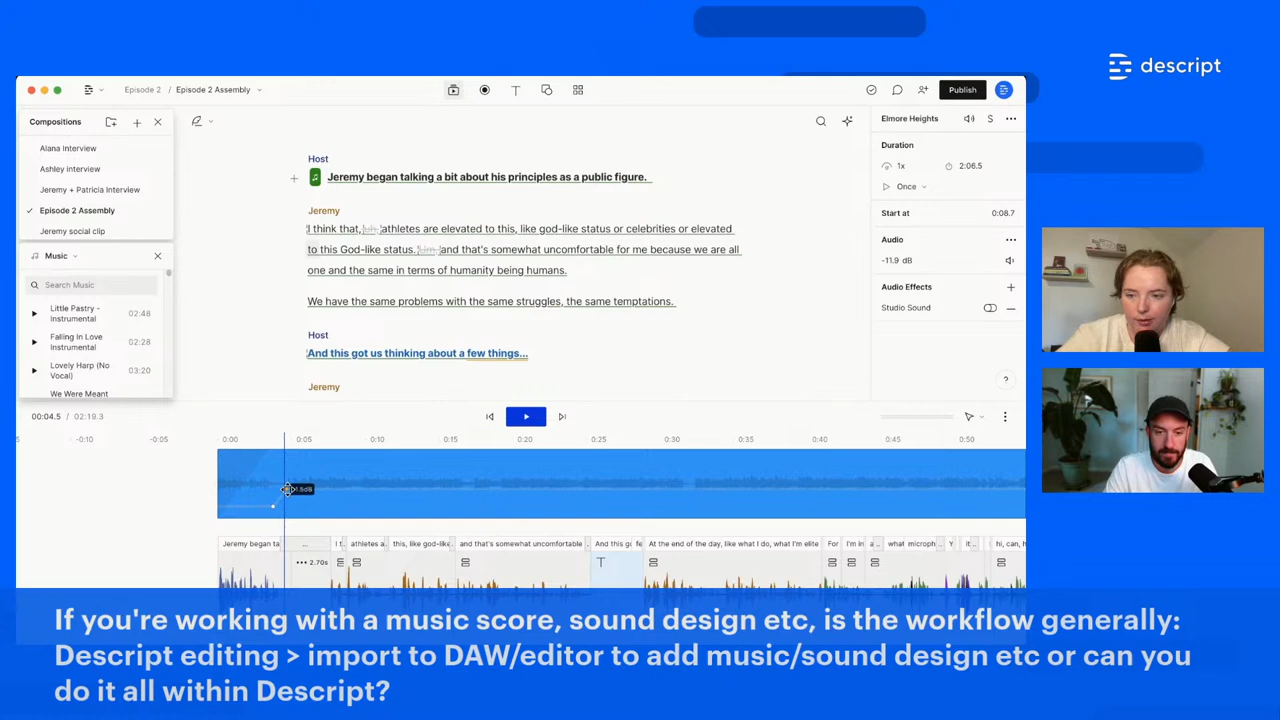 descript
Episode 2 / Episode 2 Assembly
Publish
Compositions
Alana Interview
Ashley interview
Jeremy + Patricia Interview
Episode 2 Assembly
Jeremy social clip
Music
Search Music
Little Pastry - Instrumental 02:48
Falling In Love Instrumental 02:28
Lovely Harp (No Vocal) 03:20
We Were Meant
Host
Jeremy began talking a bit about his principles as a public figure.
Jeremy
I think that, uh, athletes are elevated to this, like god-like status or celebrities or elevated
to this God-like status. Um, and that's somewhat uncomfortable for me because we are all
one and the same in terms of humanity being humans.
We have the same problems with the same struggles, the same temptations.
Host
And this got us thinking about a few things...
Jeremy
Elmore Heights S
Duration
1x 2:06.5
Once
Start at 0:08.7
Audio
-11.9 dB
Audio Effects
Studio Sound
?
00:04.5 / 02:19.3
-0:10 -0:05 0:00 0:05 0:10 0:15 0:20 0:25 0:30 0:35 0:40 0:45 0:50
Jeremy began ta ... I t.. athletes a.. this, like god-like and that's somewhat uncomfortable And this go fe At the end of the day, like what I do, what I'm elite For I'm in a .. what microph.. Y it.. hi, can, h
2.70s T
If you're working with a music score, sound design etc, is the workflow generally:
Descript editing > import to DAW/editor to add music/sound design etc or can you
do it all within Descript?